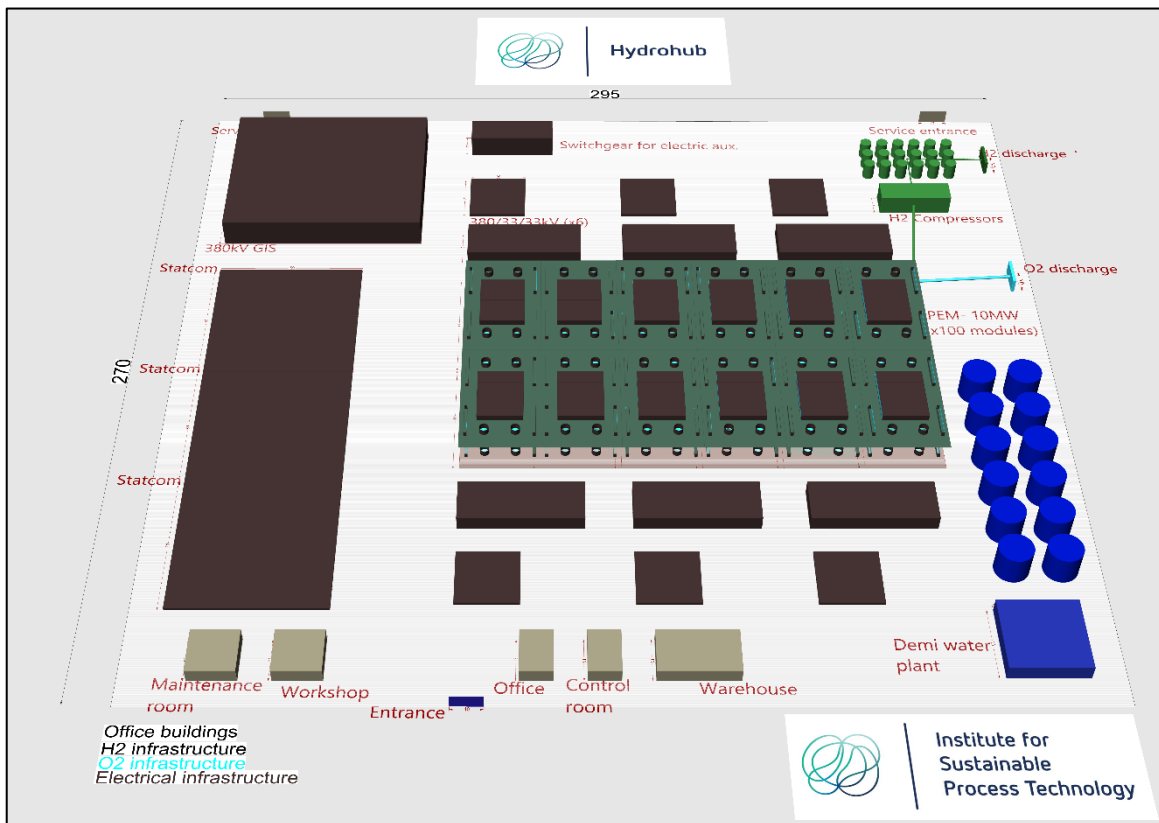 Hydrohub
295
Serv
Service entrance
Switchgear for electric aux.
H2 discharge
380/33/33kV (x6)
H2 Compressors
380kV GIS
Statcom
O2 discharge
PEM- 10MW
(x100 modules)
270
Statcom
Statcom
Demi water
plant
Maintenance
room
Workshop
Office
Control
room
Warehouse
Entrance
Office buildings
H2 infrastructure
O2 infrastructure
Electrical infrastructure
Institute for
Sustainable
Process Technology